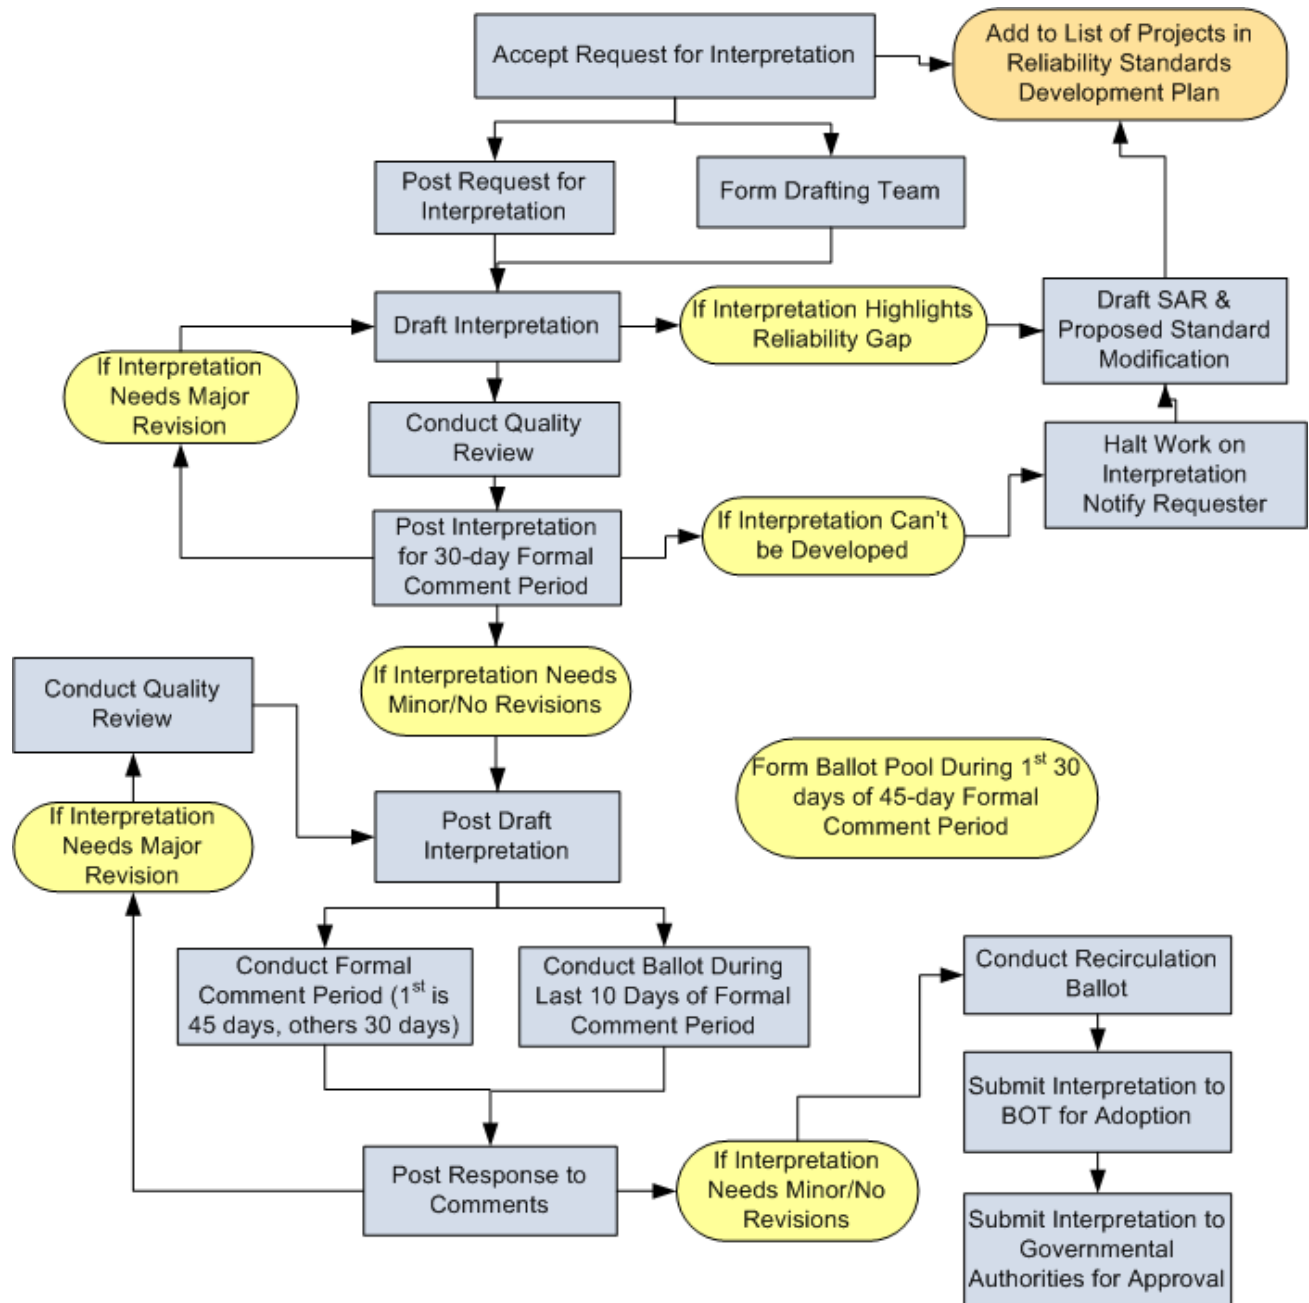 Accept Request for Interpretation
Add to List of Projects in
Reliability Standards
Development Plan
Post Request for
Interpretation
Form Drafting Team
Draft Interpretation
If Interpretation Highlights
Reliability Gap
Draft SAR &
Proposed Standard
Modification
If Interpretation
Needs Major
Revision
Conduct Quality
Review
Halt Work on
Interpretation
Notify Requester
Post Interpretation
for 30-day Formal
Comment Period
If Interpretation Can't
be Developed
If Interpretation Needs
Minor/No Revisions
Conduct Quality
Review
Form Ballot Pool During 1st 30
days of 45-day Formal
Comment Period
If Interpretation
Needs Major
Revision
Post Draft
Interpretation
Conduct Formal
Comment Period (1st is
45 days, others 30 days)
Conduct Ballot During
Last 10 Days of Formal
Comment Period
Conduct Recirculation
Ballot
Submit Interpretation to
BOT for Adoption
Post Response to
Comments
If Interpretation
Needs Minor/No
Revisions
Submit Interpretation to
Governmental
Authorities for Approval